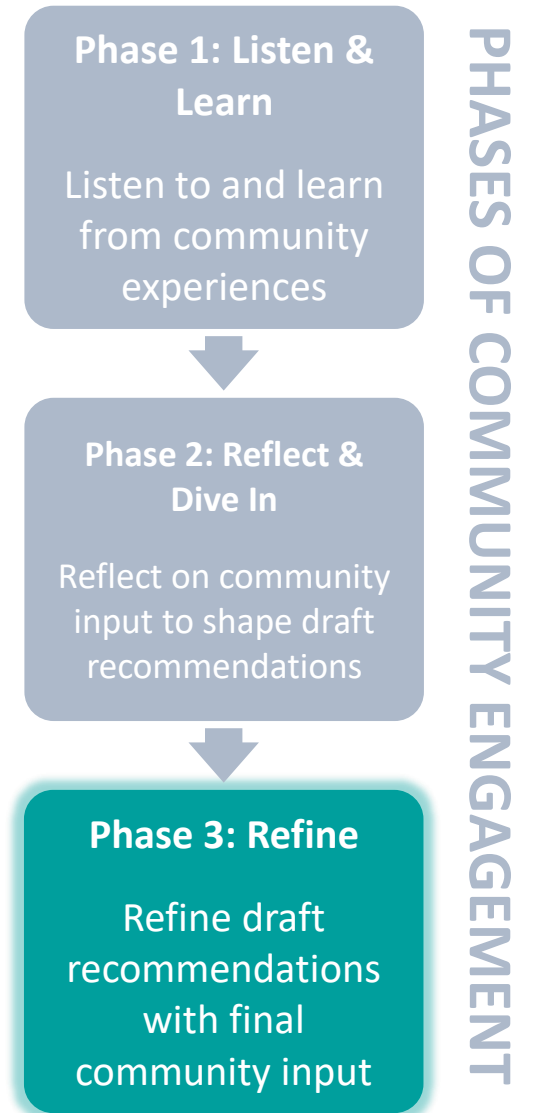 Phase 1: Listen &
Learn
Listen to and learn
from community
experiences
Phase 2: Reflect &
Dive In
Reflect on community
input to shape draft
recommendations
Phase 3: Refine
Refine draft
recommendations
with final
community input
PHASES OF COMMUNITY ENGAGEMENT